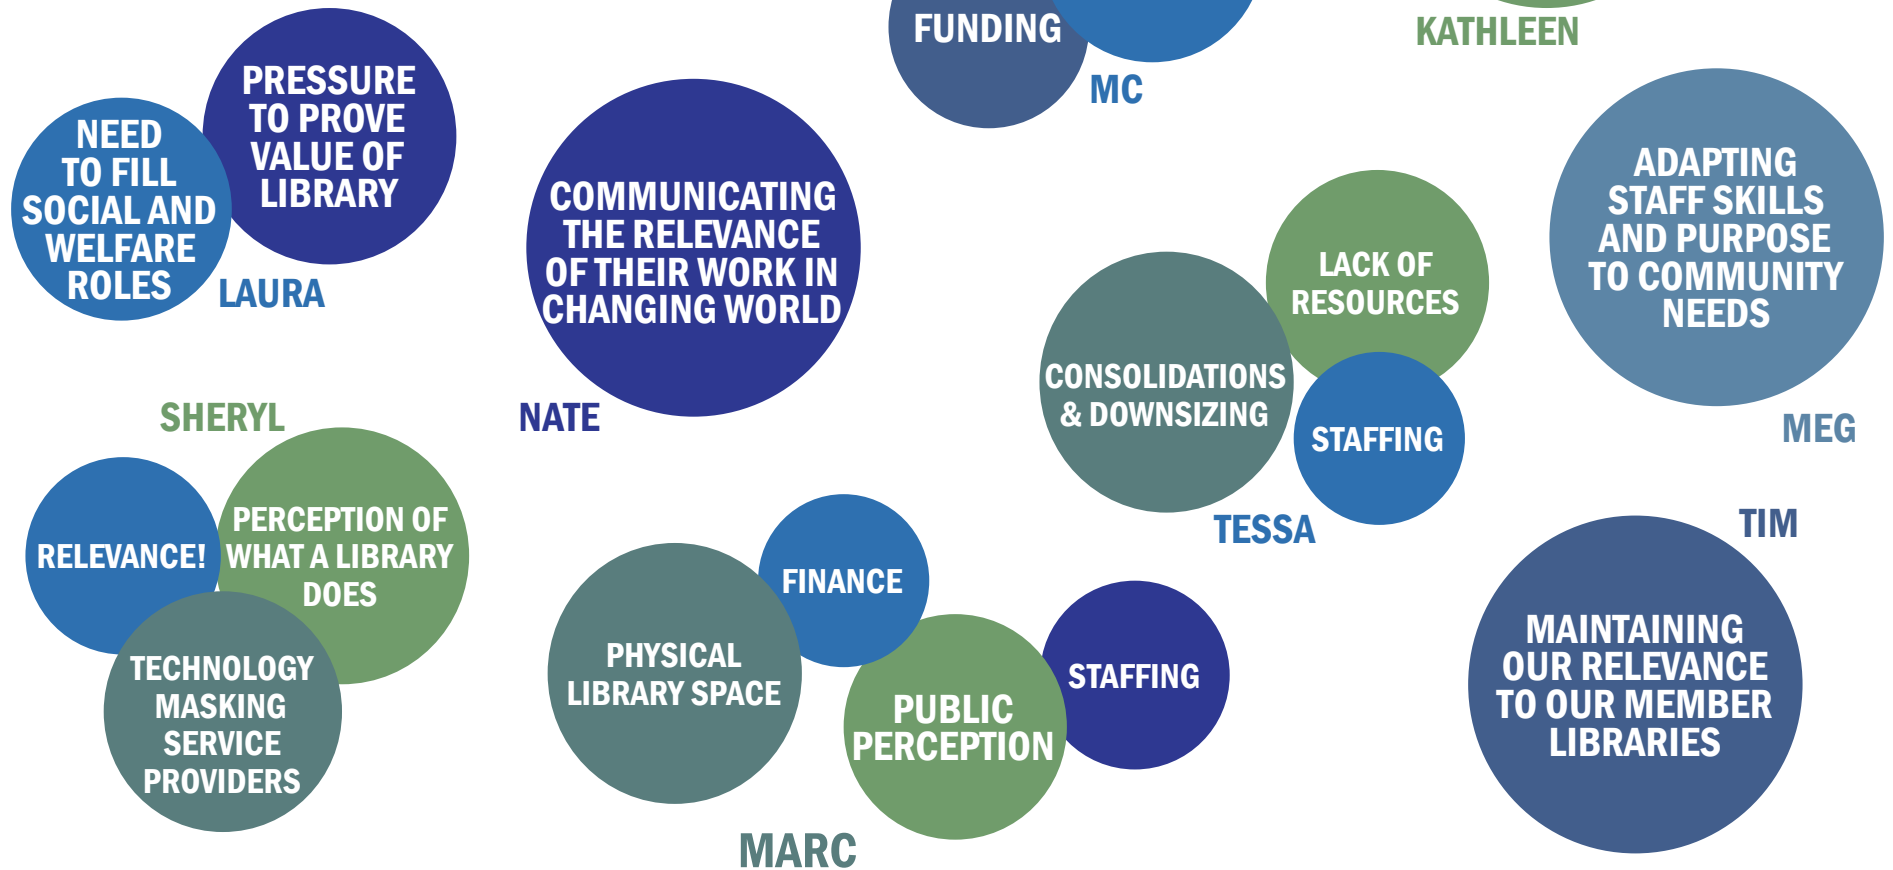 FUNDING
MC
KATHLEEN
PRESSURE
TO PROVE
VALUE OF
LIBRARY
NEED
TO FILL
SOCIAL AND
WELFARE
ROLES
LAURA
COMMUNICATING
THE RELEVANCE
OF THEIR WORK IN
CHANGING WORLD
NATE
LACK OF
RESOURCES
CONSOLIDATIONS
& DOWNSIZING
STAFFING
TESSA
ADAPTING
STAFF SKILLS
AND PURPOSE
TO COMMUNITY
NEEDS
MEG
SHERYL
RELEVANCE!
PERCEPTION OF
WHAT A LIBRARY
DOES
TECHNOLOGY
MASKING
SERVICE
PROVIDERS
FINANCE
PHYSICAL
LIBRARY SPACE
PUBLIC
PERCEPTION
STAFFING
MARC
TIM
MAINTAINING
OUR RELEVANCE
TO OUR MEMBER
LIBRARIES